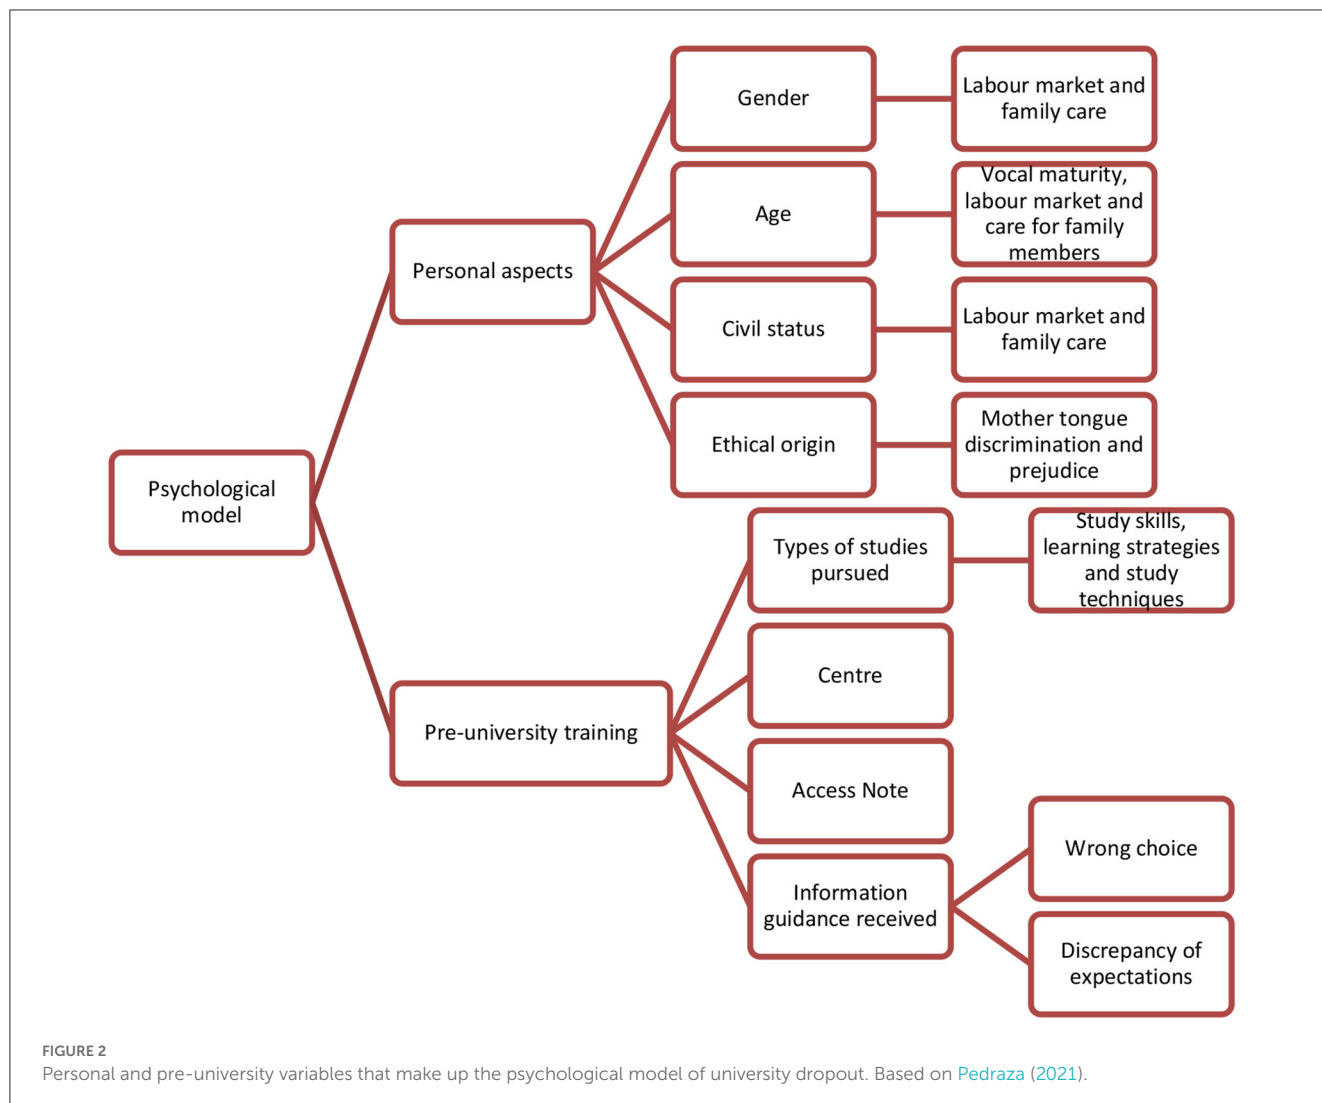 Gender
Labour market and
family care
Age
Vocal maturity,
labour market and
care for family
members
Personal aspects
Civil status
Labour market and
family care
Ethical origin
Mother tongue
discrimination and
prejudice
Psychological
model
Types of studies
pursued
Study skills,
learning strategies
and study
techniques
Centre
Pre-university training
Access Note
Information
guidance received
Wrong choice
Discrepancy of
expectations
FIGURE 2
Personal and pre-university variables that make up the psychological model of university dropout. Based on Pedraza (2021).